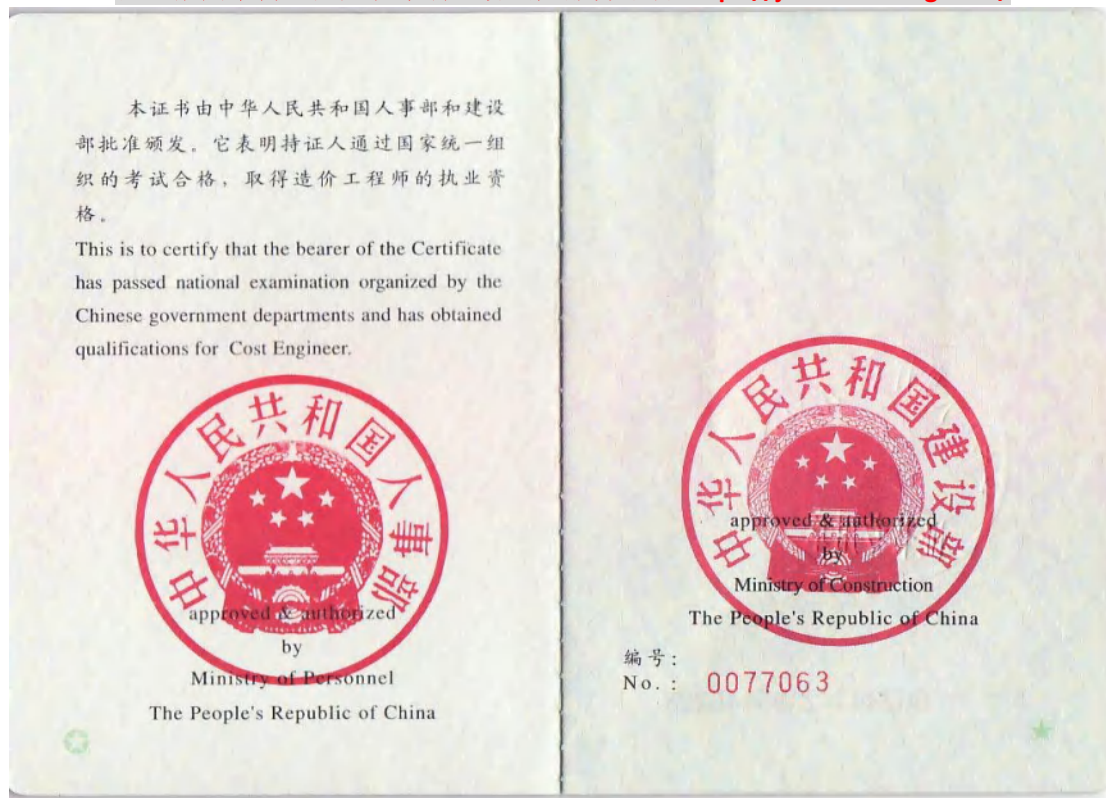 本证书由中华人民共和国人事部和建设
部批准颁发。它表明持证人通过国家统一组
织的考试合格，取得造价工程师的执业资
格。
This is to certify that the bearer of the Certificate
has passed national examination organized by the
Chinese government departments and has obtained
qualifications for Cost Engineer.
中华人民共和国人事部
approved & authorized
by
Ministry of Personnel
The People's Republic of China
中华人民共和国建设部
approved & authorized
by
Ministry of Construction
The People's Republic of China
编号:
No.: 0077063